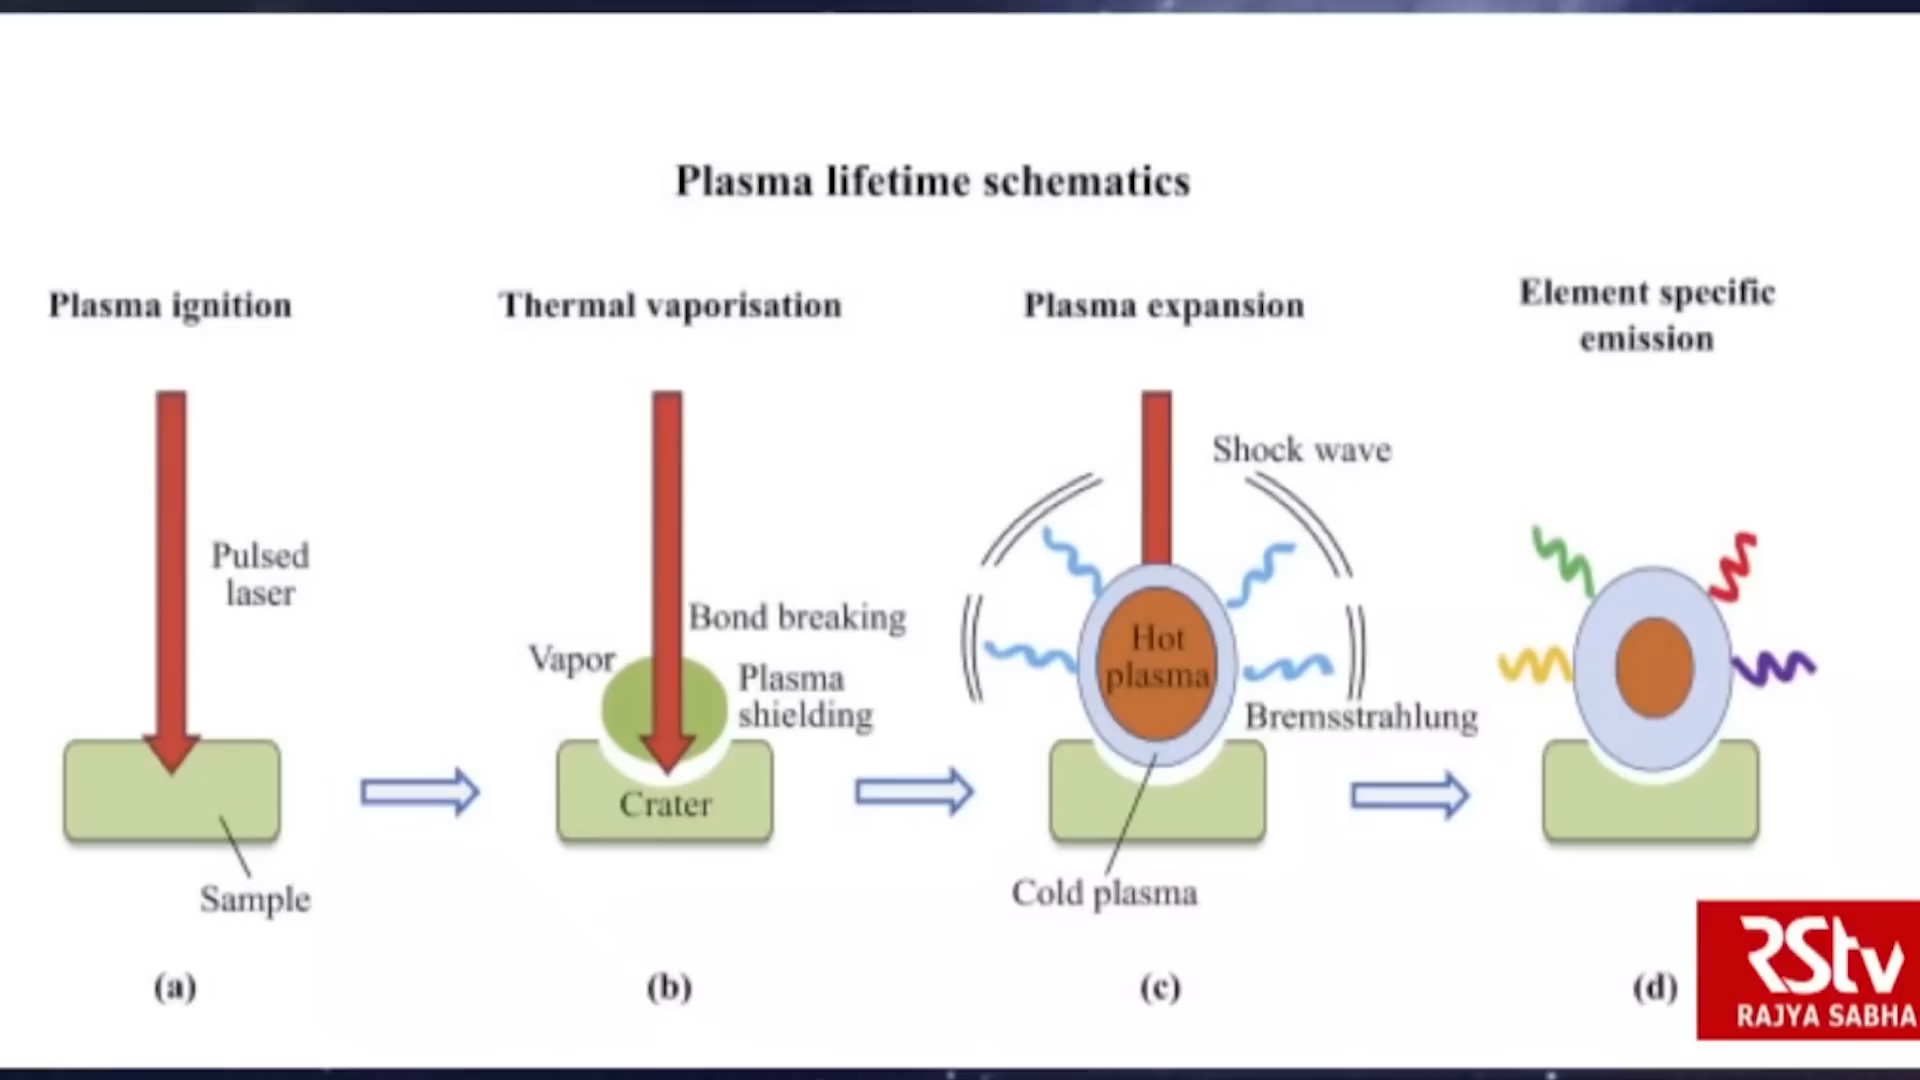 Plasma lifetime schematics
Plasma ignition
Thermal vaporisation
Plasma expansion
Element specific
emission
Pulsed
laser
Sample
Vapor
Bond breaking
Plasma
shielding
Crater
Shock wave
Hot
plasma
Bremsstrahlung
Cold plasma
(a)
(b)
(c)
(d)
RStv
RAJYA SABHA